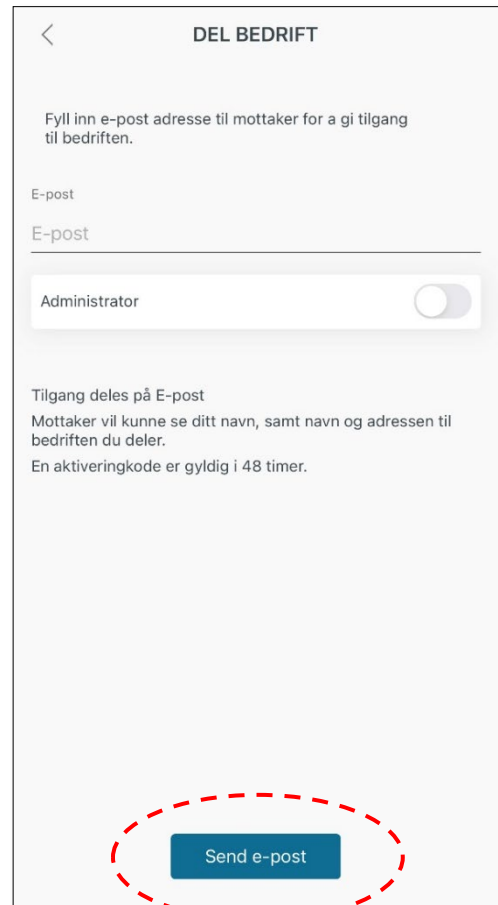 DEL BEDRIFT
Fyll inn e-post adresse til mottaker for a gi tilgang
til bedriften.
E-post
E-post
Administrator
Tilgang deles på E-post
Mottaker vil kunne se ditt navn, samt navn og adressen til
bedriften du deler.
En aktiveringkode er gyldig i 48 timer.
Send e-post